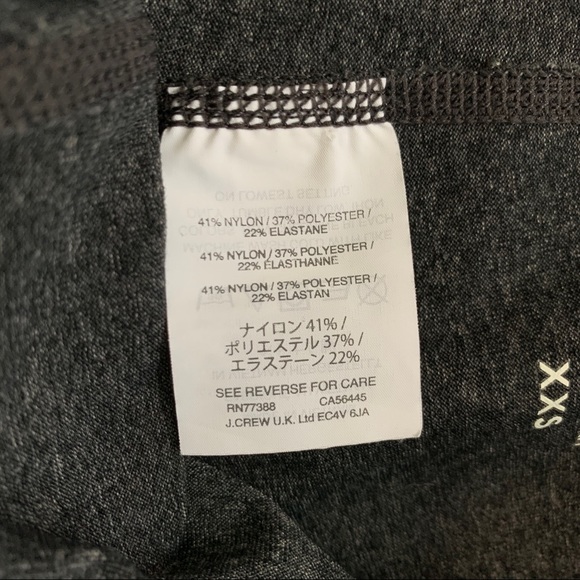 41% NYLON / 37% POLYESTER /
22% ELASTANE
41% NYLON / 37% POLYESTER /
22% ELASTHANNE
41% NYLON / 37% POLYESTER /
22% ELASTAN
ナイロン 41% /
ポリエステル 37% /
エラステーン 22%
SEE REVERSE FOR CARE
RN77388 CA56445
J.CREW U.K. Ltd EC4V 6JA
XXS